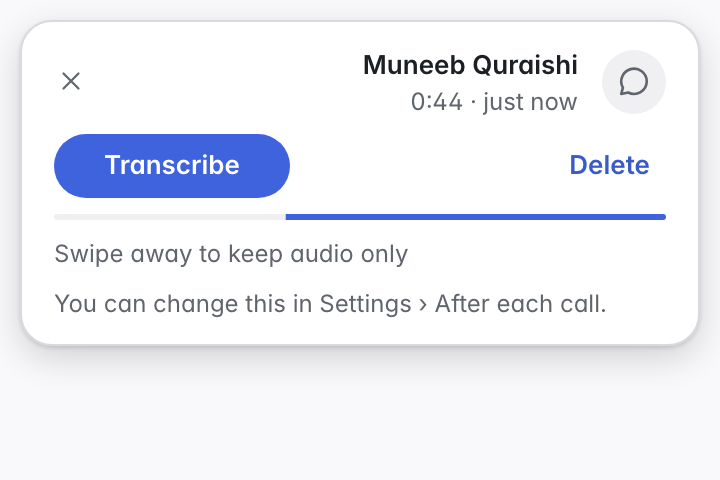 Muneeb Quraishi
0:44 · just now
Transcribe
Delete
Swipe away to keep audio only
You can change this in Settings › After each call.